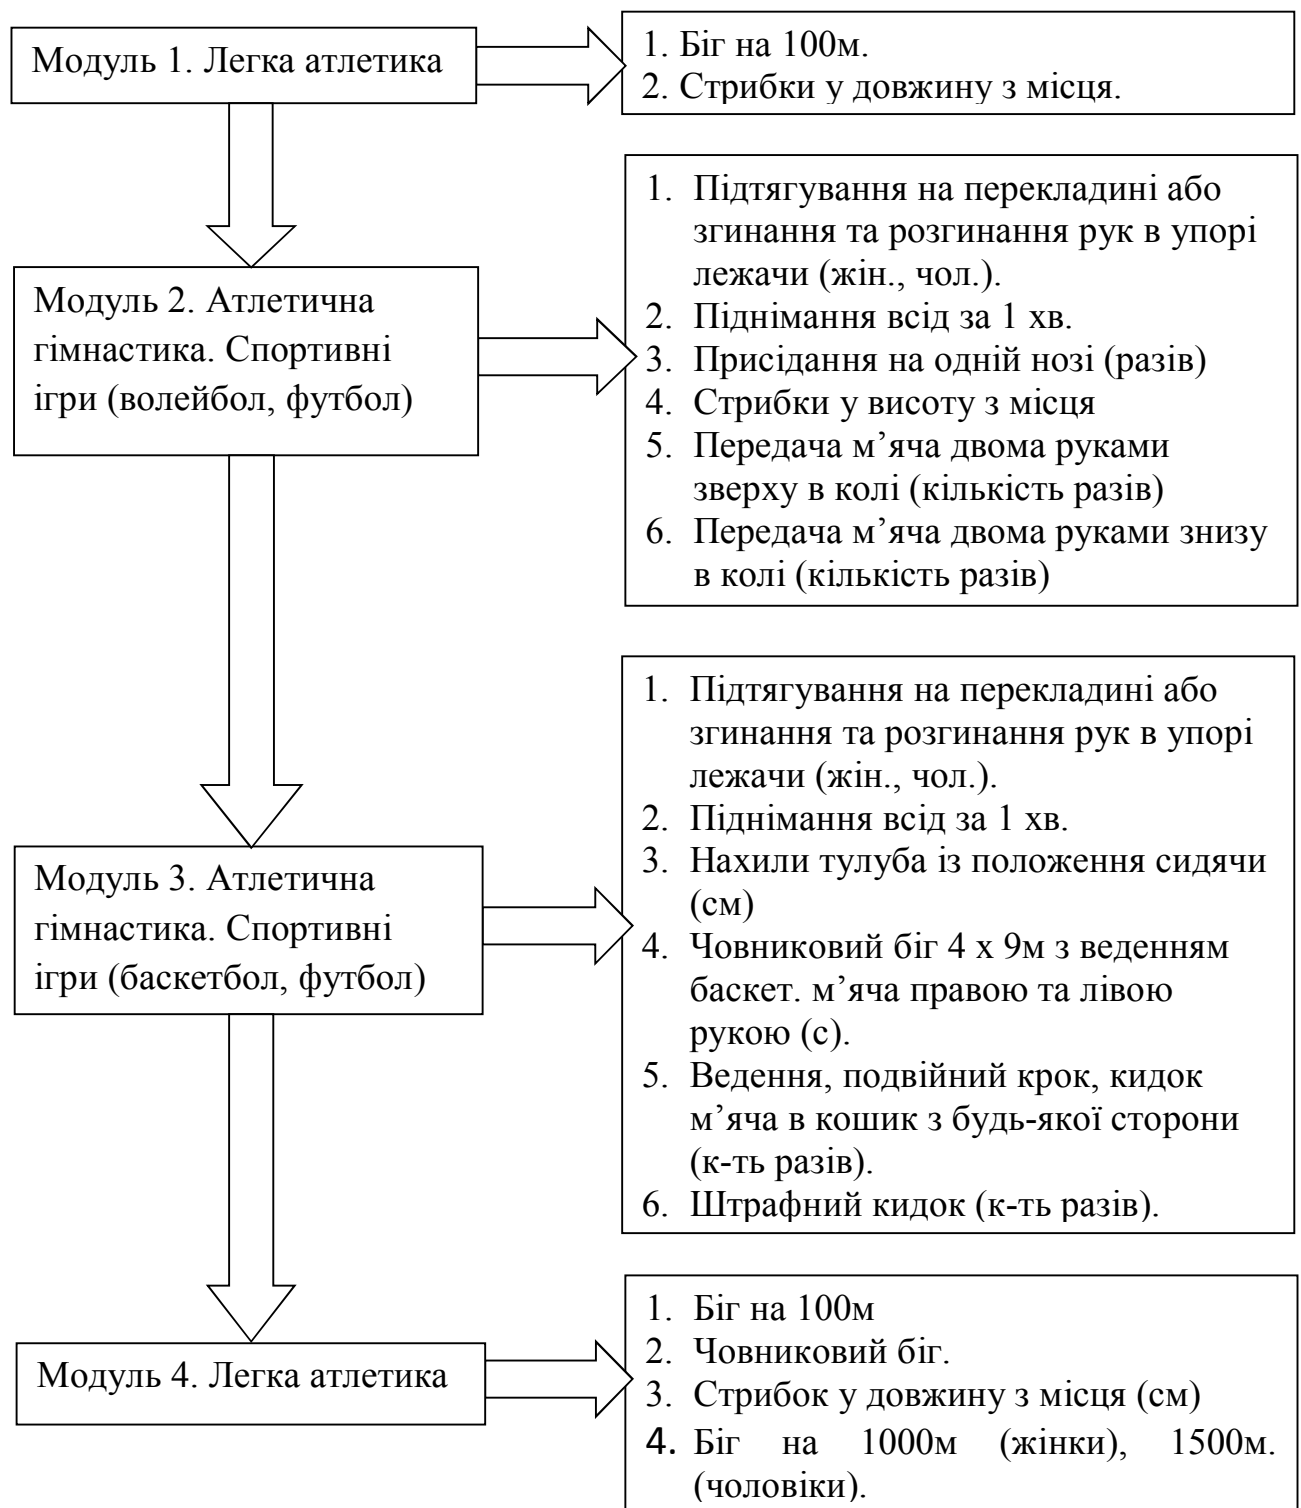 Модуль 1. Легка атлетика
1. Біг на 100м.
2. Стрибки у довжину з місця.
Модуль 2. Атлетична
гімнастика. Спортивні
ігри (волейбол, футбол)
1. Підтягування на перекладині або
згинання та розгинання рук в упорі
лежачи (жін., чол.).
2. Піднімання всід за 1 хв.
3. Присідання на одній нозі (разів)
4. Стрибки у висоту з місця
5. Передача м’яча двома руками
зверху в колі (кількість разів)
6. Передача м’яча двома руками знизу
в колі (кількість разів)
Модуль 3. Атлетична
гімнастика. Спортивні
ігри (баскетбол, футбол)
1. Підтягування на перекладині або
згинання та розгинання рук в упорі
лежачи (жін., чол.).
2. Піднімання всід за 1 хв.
3. Нахили тулуба із положення сидячи
(см)
4. Човниковий біг 4 х 9м з веденням
баскет. м’яча правою та лівою
рукою (с).
5. Ведення, подвійний крок, кидок
м’яча в кошик з будь-якої сторони
(к-ть разів).
6. Штрафний кидок (к-ть разів).
Модуль 4. Легка атлетика
1. Біг на 100м
2. Човниковий біг.
3. Стрибок у довжину з місця (см)
4. Біг на 1000м (жінки), 1500м.
(чоловіки).